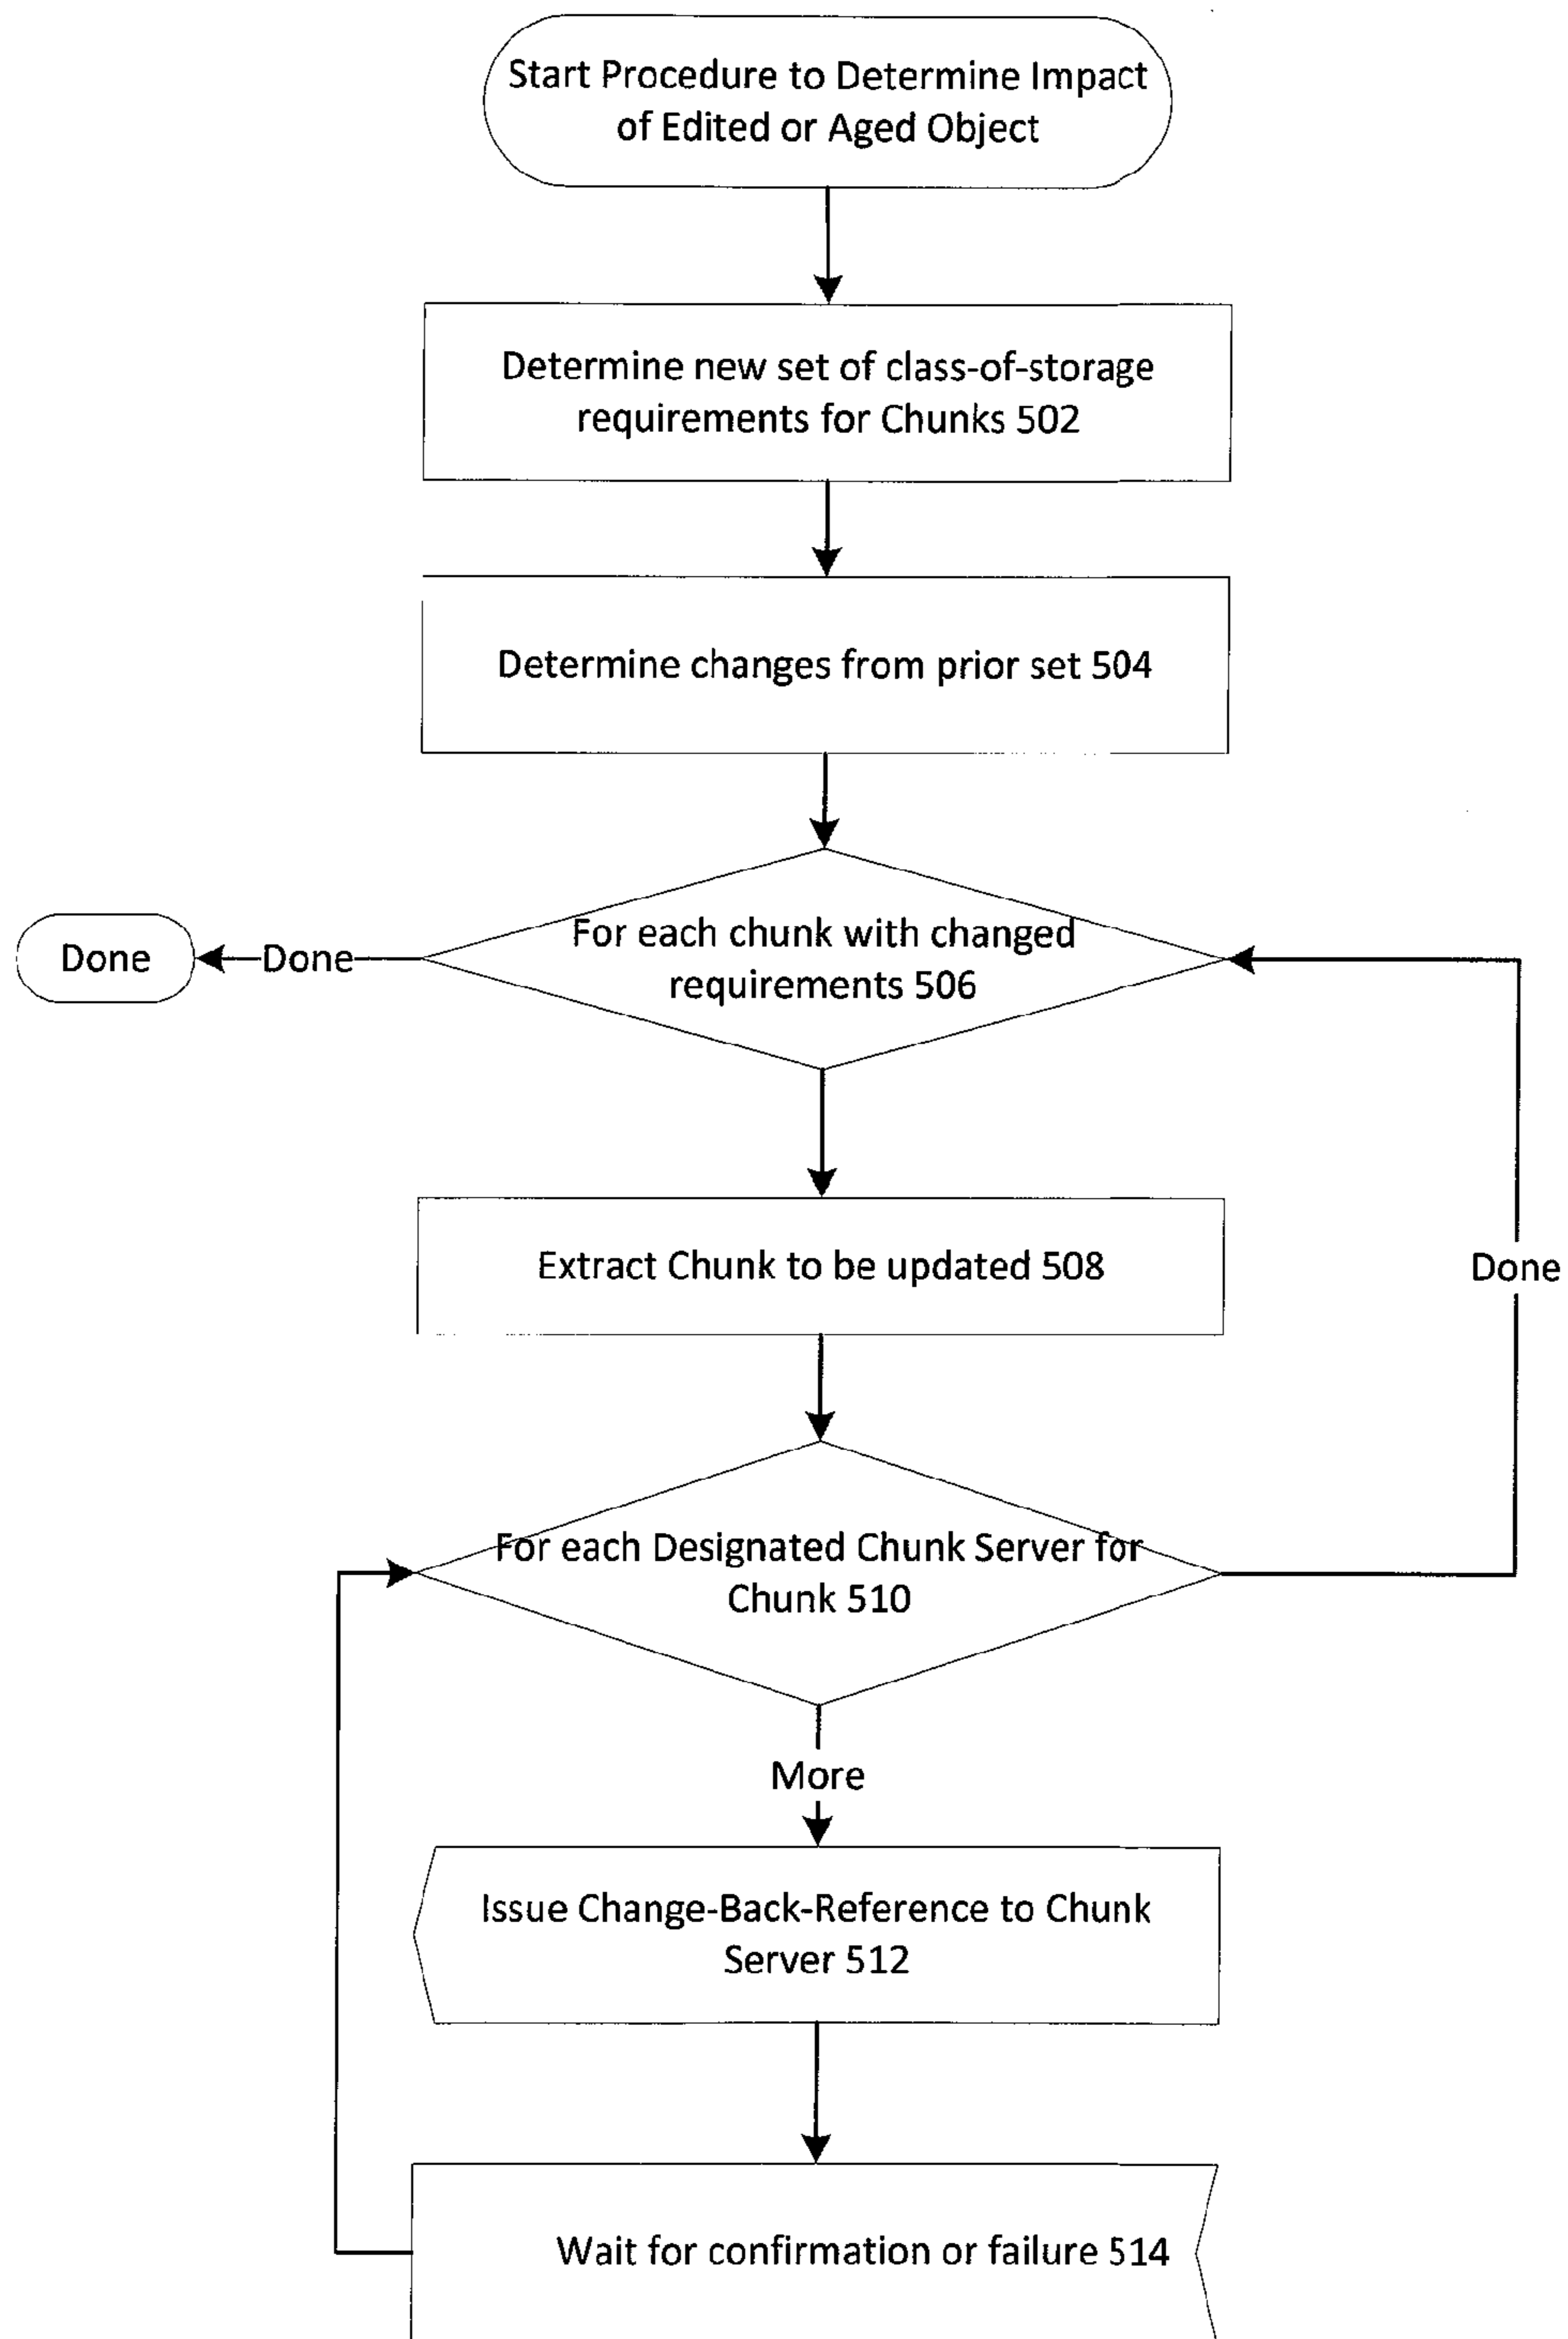 Start Procedure to Determine Impact
of Edited or Aged Object
Determine new set of class-of-storage
requirements for Chunks 502
Determine changes from prior set 504
Done
Done
For each chunk with changed
requirements 506
Extract Chunk to be updated 508
Done
For each Designated Chunk Server for
Chunk 510
More
Issue Change-Back-Reference to Chunk
Server 512
Wait for confirmation or failure 514